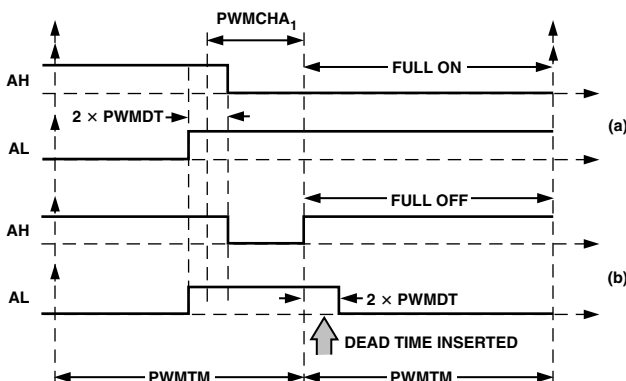 PWMCHA1
FULL ON
AH
2 × PWMDT
(a)
AL
FULL OFF
AH
(b)
AL
2 × PWMDT
DEAD TIME INSERTED
PWMTM
PWMTM